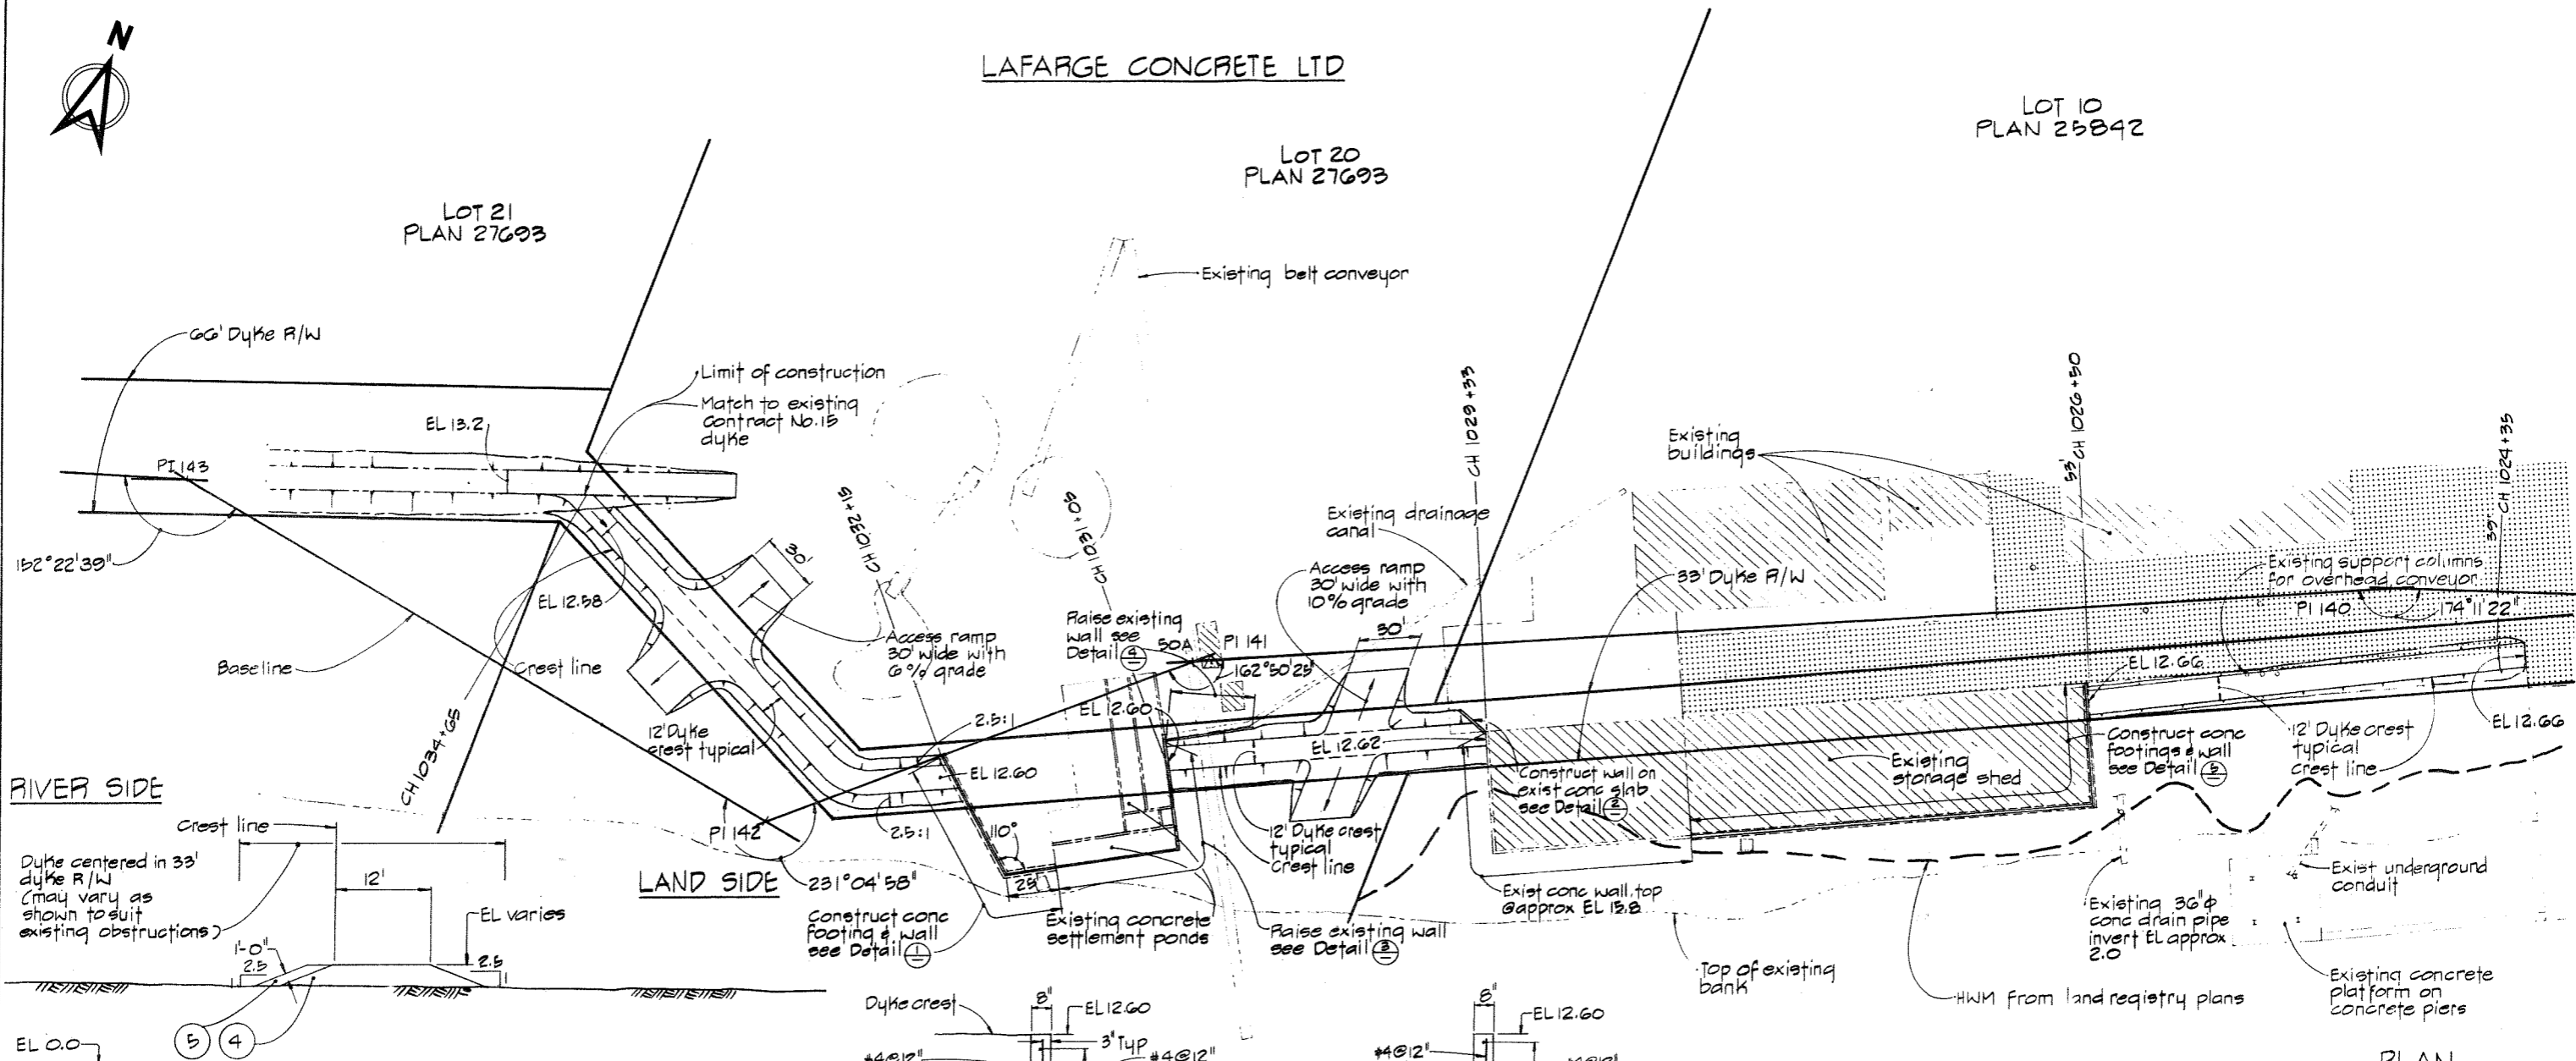 N
LAFARGE CONCRETE LTD
LOT 10
PLAN 25842
LOT 20
PLAN 27693
LOT 21
PLAN 27693
Existing belt conveyor
66' Dyke R/W
Limit of construction
Match to existing
Contract No.15
dyke
EL 13.2
PI 143
152°22'39"
CH 1032+15
CH 1031+05
CH 1029+33
53' CH 1026+50
39' CH 1024+35
Existing
buildings
Existing drainage
canal
30'
Access ramp
30' wide with
10% grade
33' Dyke R/W
Existing support columns
for overhead conveyor
PI 140
174°11'22"
EL 12.58
Raise existing
wall see
Detail 4
50A
PI 141
162°50'25"
30'
Access ramp
30' wide with
6% grade
Baseline
Crest line
EL 12.66
12' Dyke
crest typical
2.5:1
EL 12.60
EL 12.62
EL 12.66
CH 1034+65
EL 12.60
Construct wall on
exist conc slab
see Detail 2
Existing
storage shed
Construct conc
footings & wall
see Detail 5
12' Dyke crest
typical
Crest line
RIVER SIDE
PI 142
2.5:1
110°
25'
12' Dyke crest
typical
Crest line
Crest line
Dyke centered in 33'
dyke R/W
(may vary as
shown to suit
existing obstructions)
12'
EL varies
1'-0"
2.5
2.5
1
LAND SIDE
231°04'58"
Construct conc
footing & wall
see Detail 1
Existing concrete
settlement ponds
Raise existing wall
see Detail 3
Exist conc wall, top
@approx EL 15.8
Exist underground
conduit
Existing 36"φ
conc drain pipe
invert EL approx
2.0
Top of existing
bank
HWM From land registry plans
Existing concrete
platform on
concrete piers
5 4
EL 0.0
Dyke crest
8"
EL 12.60
3" Typ
#4@12"
#4@12"
8"
EL 12.60
#4@12"
PLAN